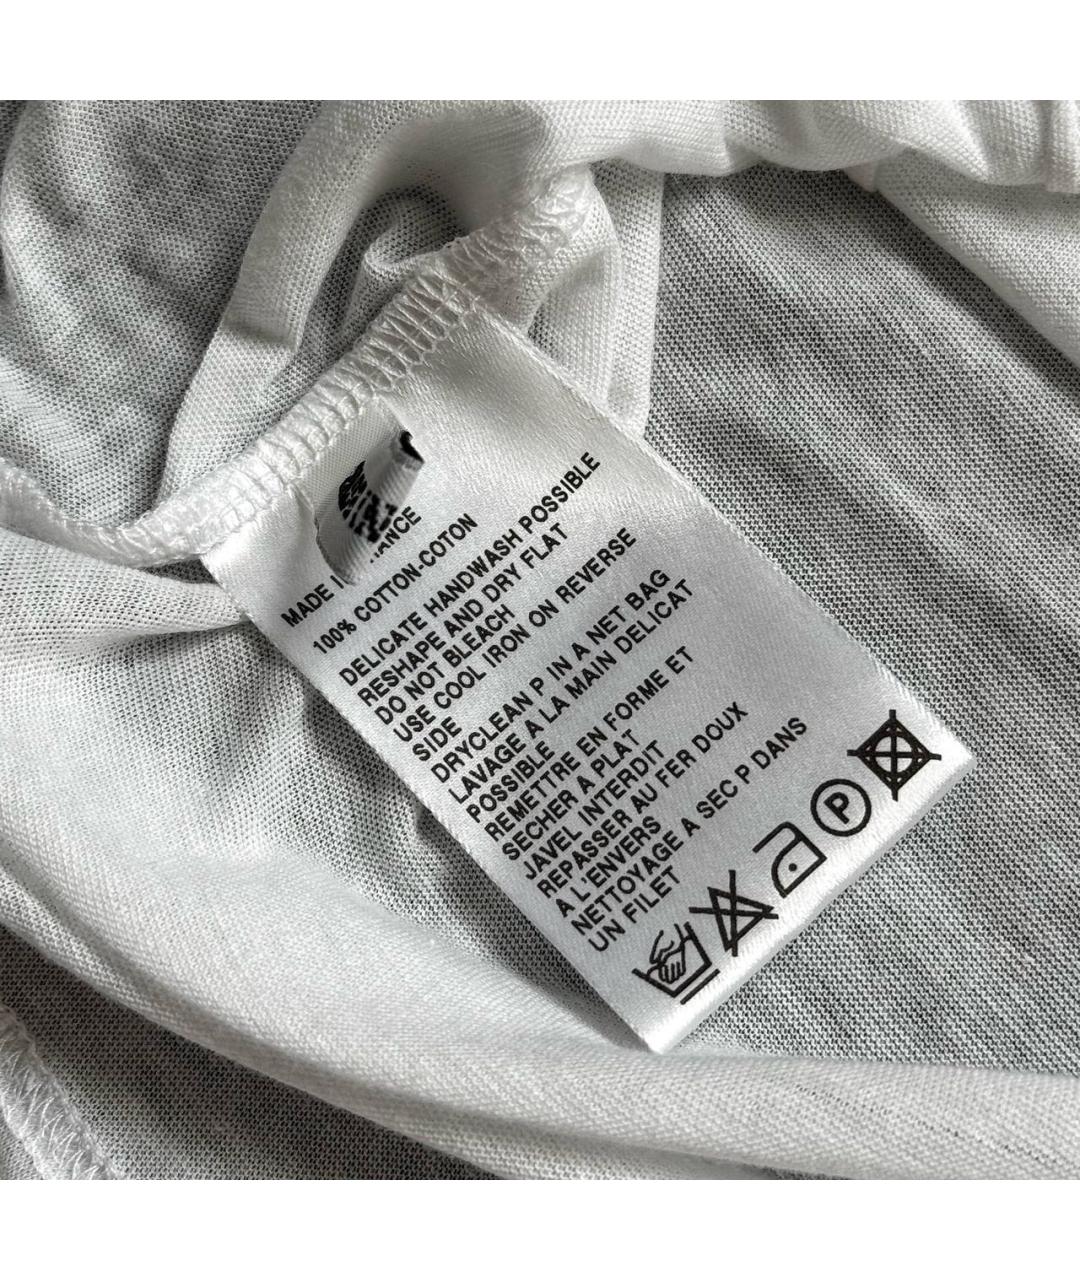 MADE I ANCE
100% COTTON-COTON
DELICATE HANDWASH POSSIBLE
RESHAPE AND DRY FLAT
DO NOT BLEACH
USE COOL IRON ON REVERSE
SIDE
DRYCLEAN P IN A NET BAG
LAVAGE A LA MAIN DELICAT
POSSIBLE
REMETTRE EN FORME ET
SECHER A PLAT
JAVEL INTERDIT
REPASSER AU FER DOUX
A L'ENVERS
NETTOYAGE A SEC P DANS
UN FILET
P